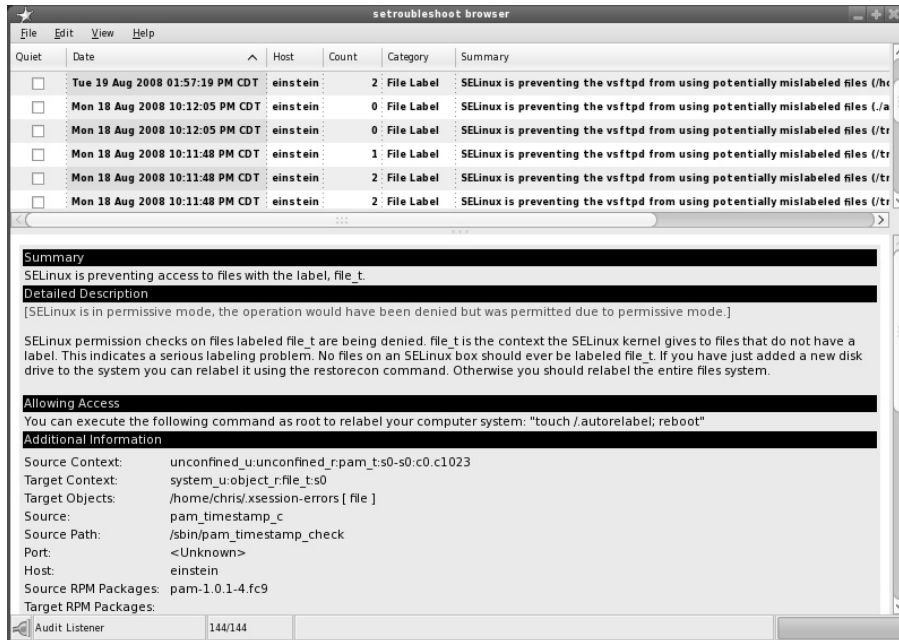 setroubleshoot browser
File Edit View Help
Quiet Date Host Count Category Summary
Tue 19 Aug 2008 01:57:19 PM CDT einstein 2 File Label SELinux is preventing the vsftpd from using potentially mislabeled files (/ho
Mon 18 Aug 2008 10:12:05 PM CDT einstein 0 File Label SELinux is preventing the vsftpd from using potentially mislabeled files (./a
Mon 18 Aug 2008 10:12:05 PM CDT einstein 0 File Label SELinux is preventing the vsftpd from using potentially mislabeled files (/tr
Mon 18 Aug 2008 10:11:48 PM CDT einstein 1 File Label SELinux is preventing the vsftpd from using potentially mislabeled files (/tr
Mon 18 Aug 2008 10:11:48 PM CDT einstein 2 File Label SELinux is preventing the vsftpd from using potentially mislabeled files (/tr
Mon 18 Aug 2008 10:11:48 PM CDT einstein 2 File Label SELinux is preventing the vsftpd from using potentially mislabeled files (/tr
Summary
SELinux is preventing access to files with the label, file_t.
Detailed Description
[SELinux is in permissive mode, the operation would have been denied but was permitted due to permissive mode.]
SELinux permission checks on files labeled file_t are being denied. file_t is the context the SELinux kernel gives to files that do not have a
label. This indicates a serious labeling problem. No files on an SELinux box should ever be labeled file_t. If you have just added a new disk
drive to the system you can relabel it using the restorecon command. Otherwise you should relabel the entire files system.
Allowing Access
You can execute the following command as root to relabel your computer system: "touch /.autorelabel; reboot"
Additional Information
Source Context: unconfined_u:unconfined_r:pam_t:s0-s0:c0.c1023
Target Context: system_u:object_r:file_t:s0
Target Objects: /home/chris/.xsession-errors [ file ]
Source: pam_timestamp_c
Source Path: /sbin/pam_timestamp_check
Port: <Unknown>
Host: einstein
Source RPM Packages: pam-1.0.1-4.fc9
Target RPM Packages:
Audit Listener 144/144